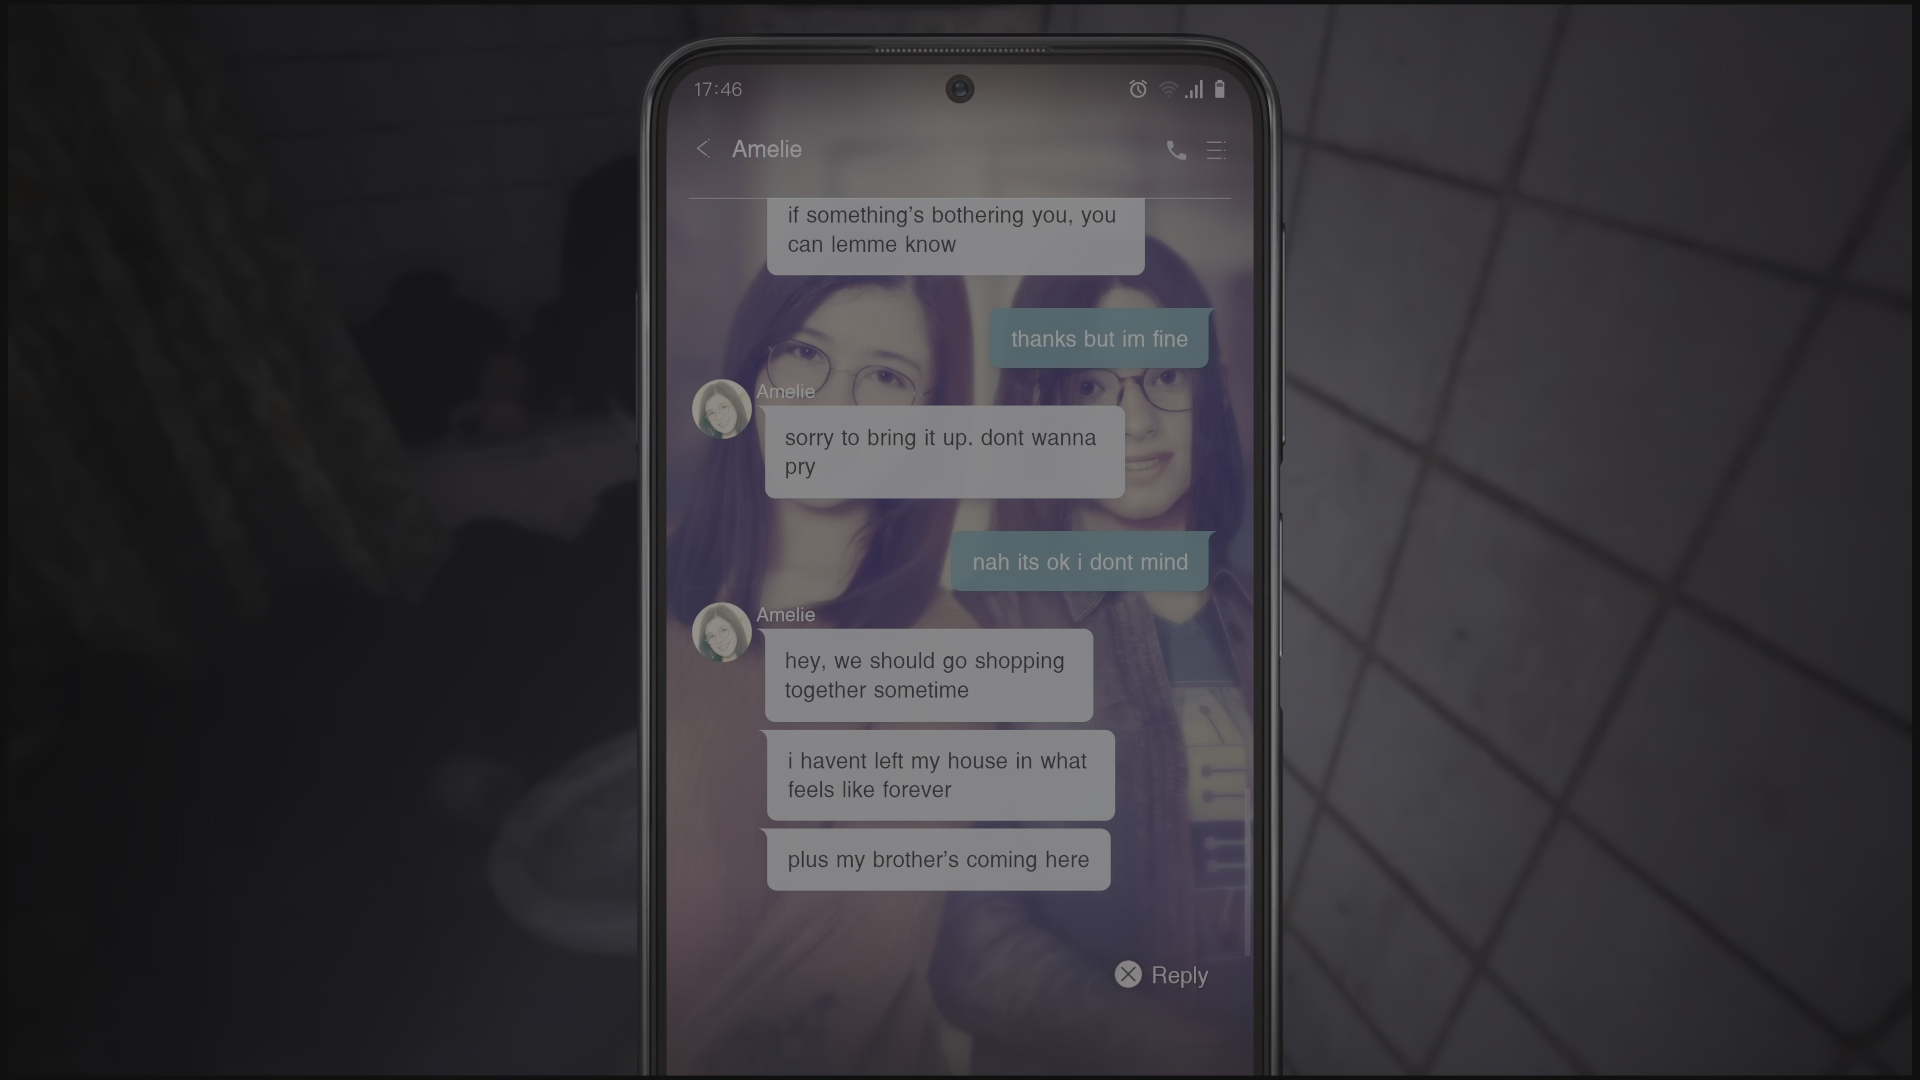 17:46
Amelie
if something's bothering you, you
can lemme know
thanks but im fine
Amelie
sorry to bring it up. dont wanna
pry
nah its ok i dont mind
Amelie
hey, we should go shopping
together sometime
i havent left my house in what
feels like forever
plus my brother's coming here
Reply